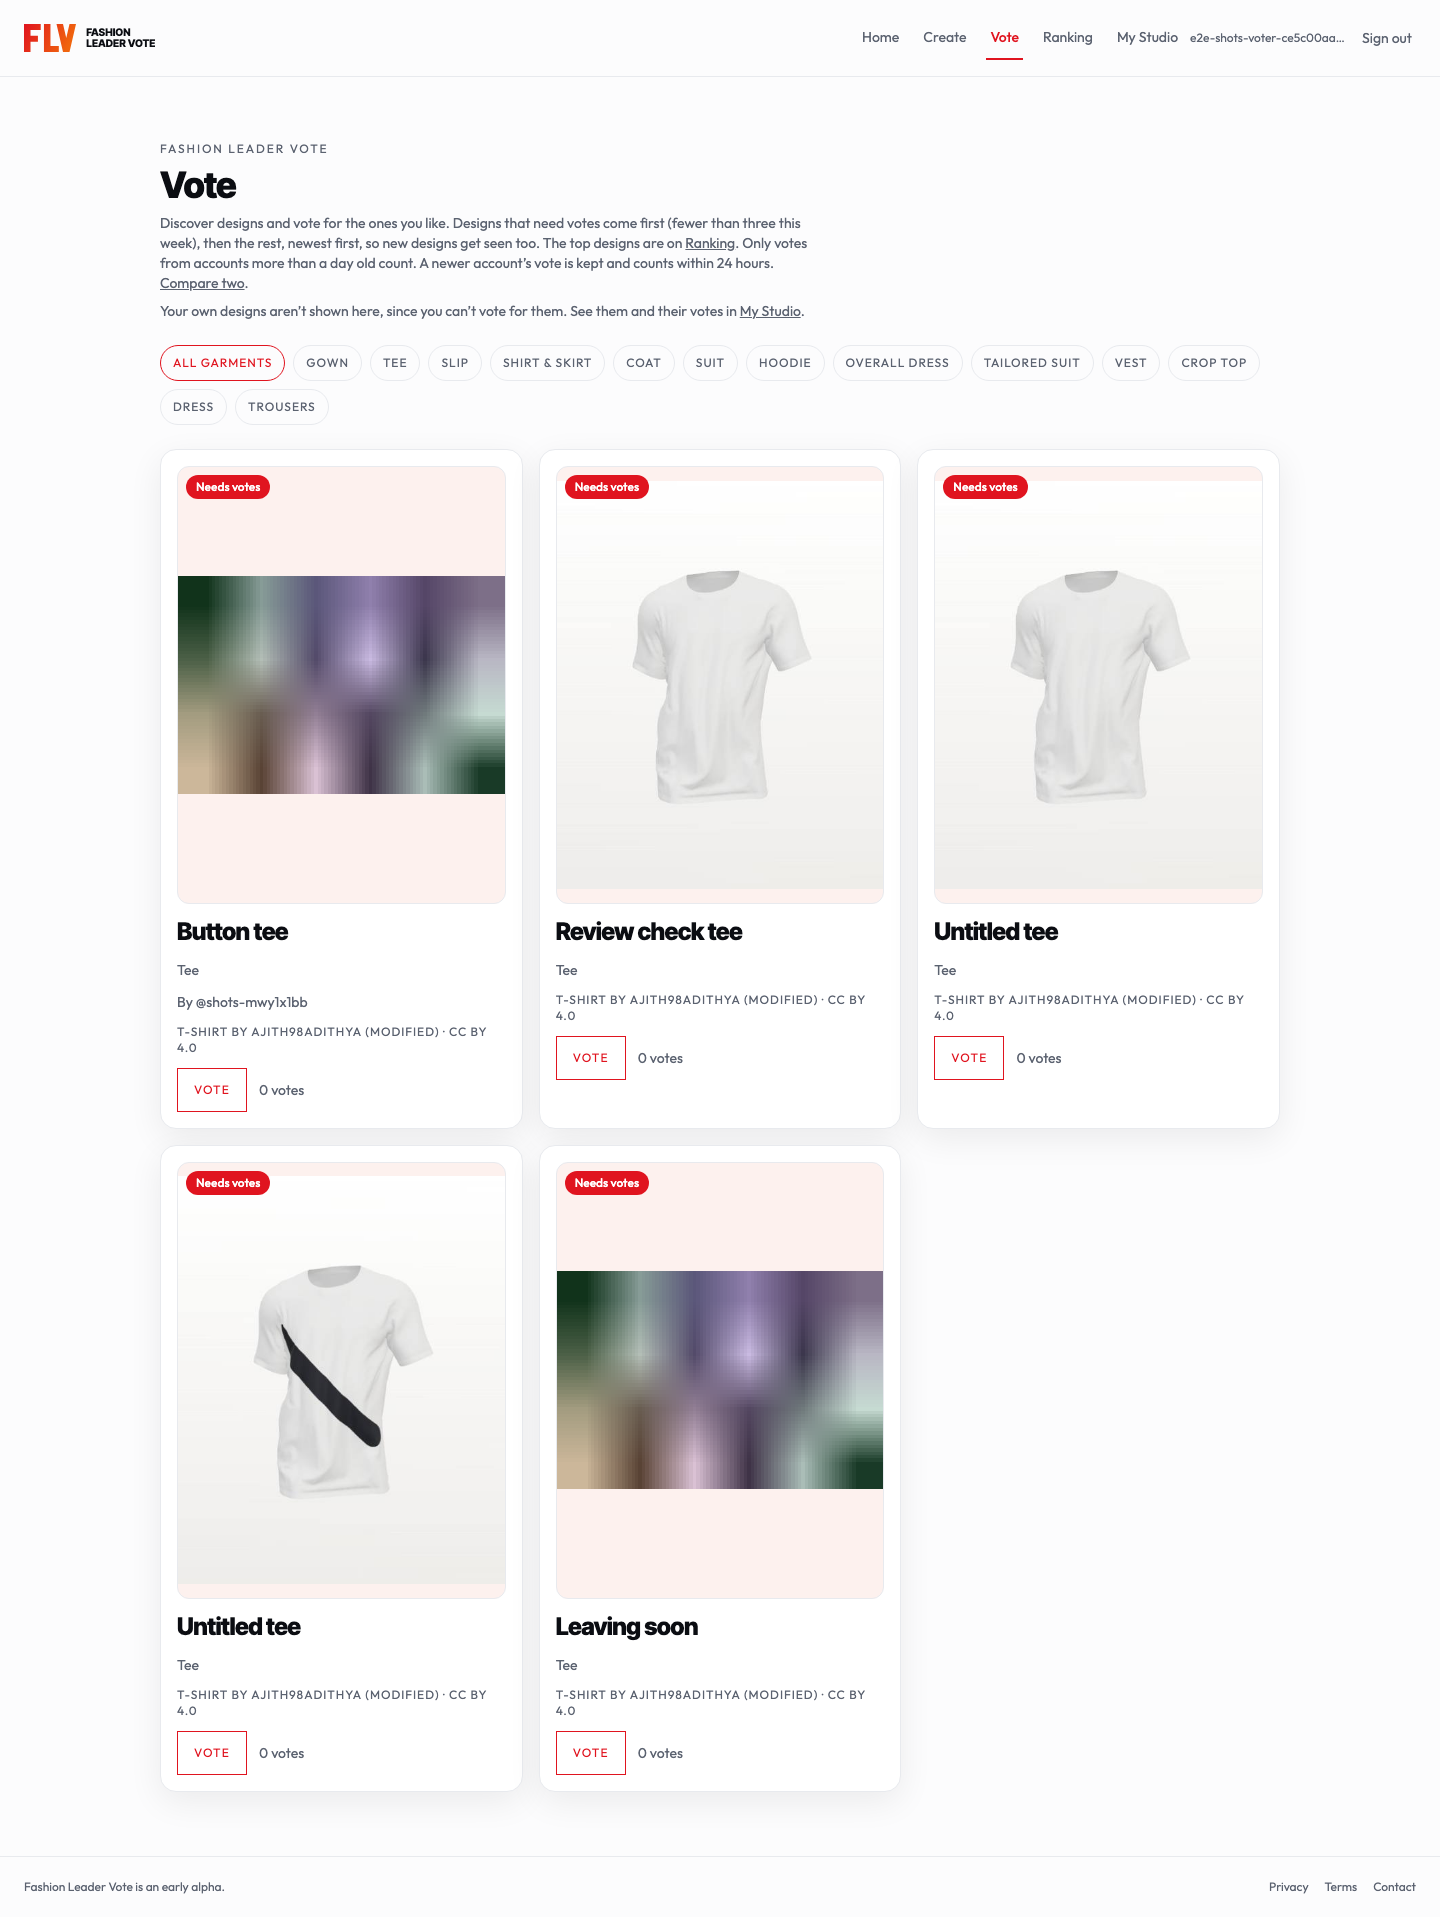 FLV FASHION
LEADER VOTE
Home Create Vote Ranking My Studio e2e-shots-voter-ce5c00aa... Sign out
FASHION LEADER VOTE
Vote
Discover designs and vote for the ones you like. Designs that need votes come first (fewer than three this
week), then the rest, newest first, so new designs get seen too. The top designs are on Ranking. Only votes
from accounts more than a day old count. A newer account’s vote is kept and counts within 24 hours.
Compare two.
Your own designs aren’t shown here, since you can’t vote for them. See them and their votes in My Studio.
ALL GARMENTS GOWN TEE SLIP SHIRT & SKIRT COAT SUIT HOODIE OVERALL DRESS TAILORED SUIT VEST CROP TOP
DRESS TROUSERS
Needs votes
Button tee
Tee
By @shots-mwy1x1bb
T-SHIRT BY AJITH98ADITHYA (MODIFIED) · CC BY
4.0
VOTE 0 votes
Needs votes
Review check tee
Tee
T-SHIRT BY AJITH98ADITHYA (MODIFIED) · CC BY
4.0
VOTE 0 votes
Needs votes
Untitled tee
Tee
T-SHIRT BY AJITH98ADITHYA (MODIFIED) · CC BY
4.0
VOTE 0 votes
Needs votes
Untitled tee
Tee
T-SHIRT BY AJITH98ADITHYA (MODIFIED) · CC BY
4.0
VOTE 0 votes
Needs votes
Leaving soon
Tee
T-SHIRT BY AJITH98ADITHYA (MODIFIED) · CC BY
4.0
VOTE 0 votes
Fashion Leader Vote is an early alpha.
Privacy Terms Contact